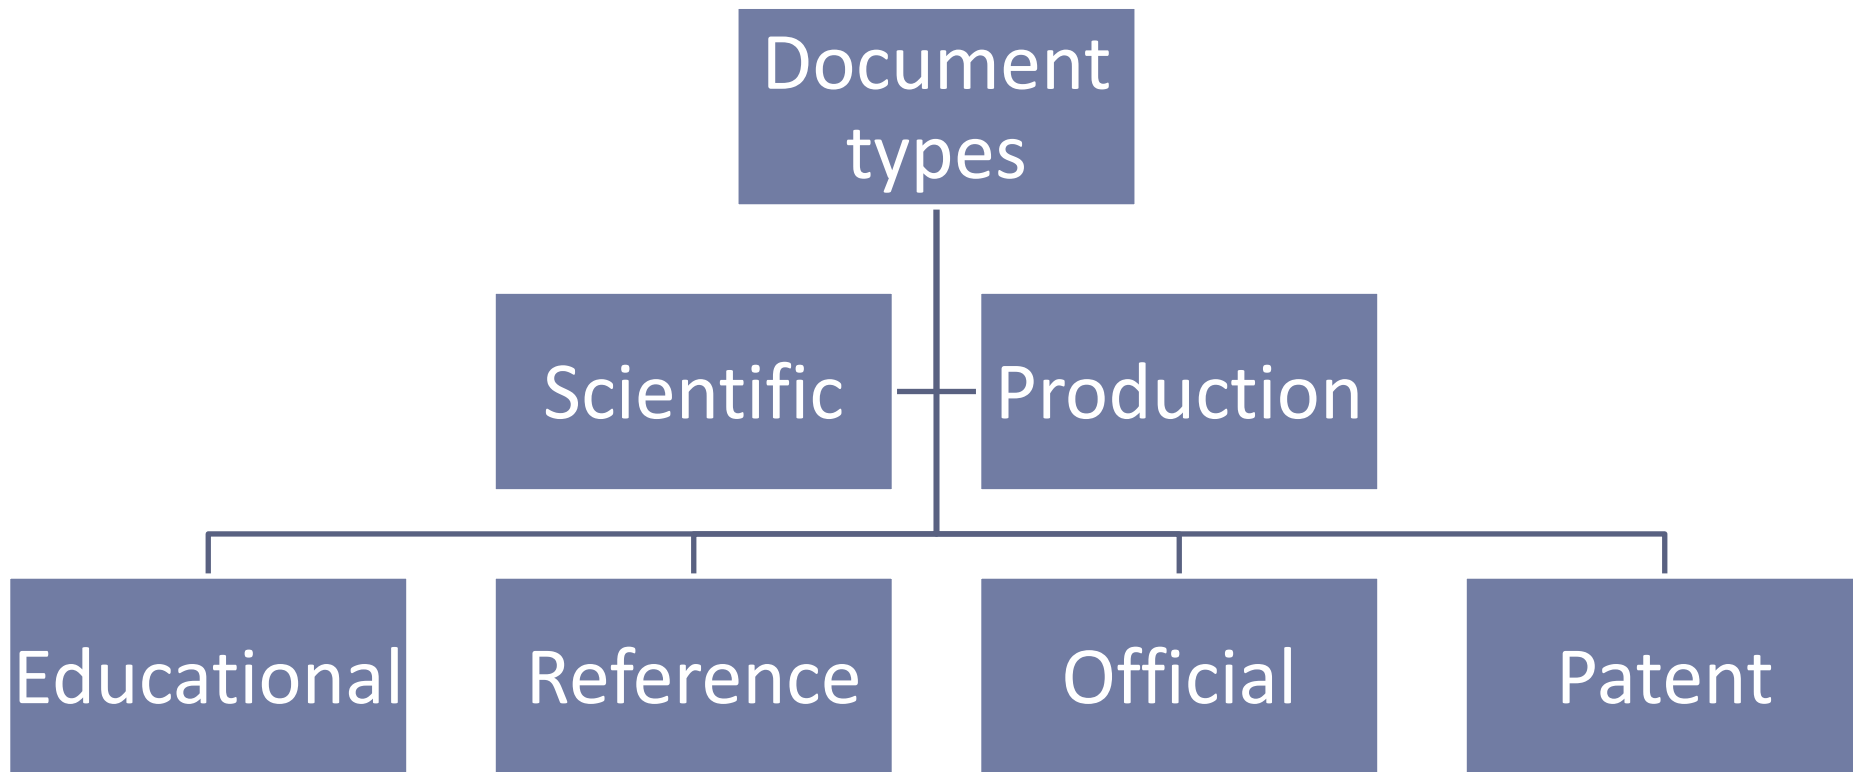 Document
types
Scientific
Production
Educational
Reference
Official
Patent